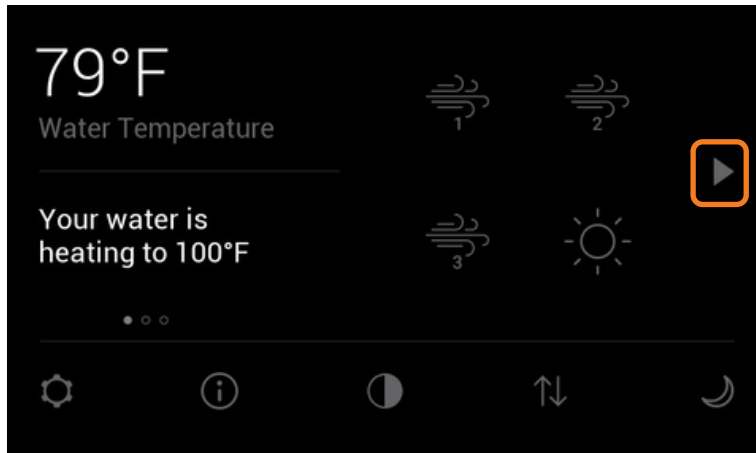 79°F
Water Temperature
1
2
Your water is
heating to 100°F
3